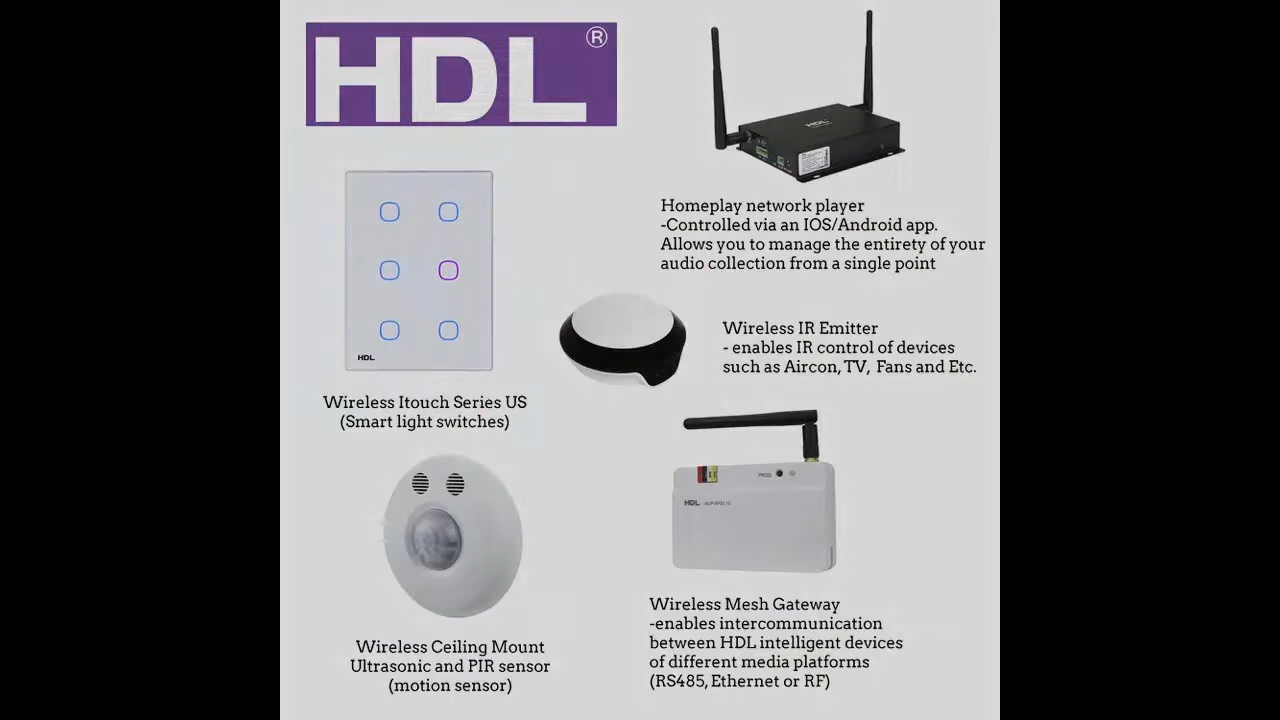 HDL®
HDL
Homeplay network player
-Controlled via an IOS/Android app.
Allows you to manage the entirety of your
audio collection from a single point
Wireless IR Emitter
- enables IR control of devices
such as Aircon, TV, Fans and Etc.
HDL
Wireless Itouch Series US
(Smart light switches)
PROG
HDL
Wireless Ceiling Mount
Ultrasonic and PIR sensor
(motion sensor)
Wireless Mesh Gateway
-enables intercommunication
between HDL intelligent devices
of different media platforms
(RS485, Ethernet or RF)